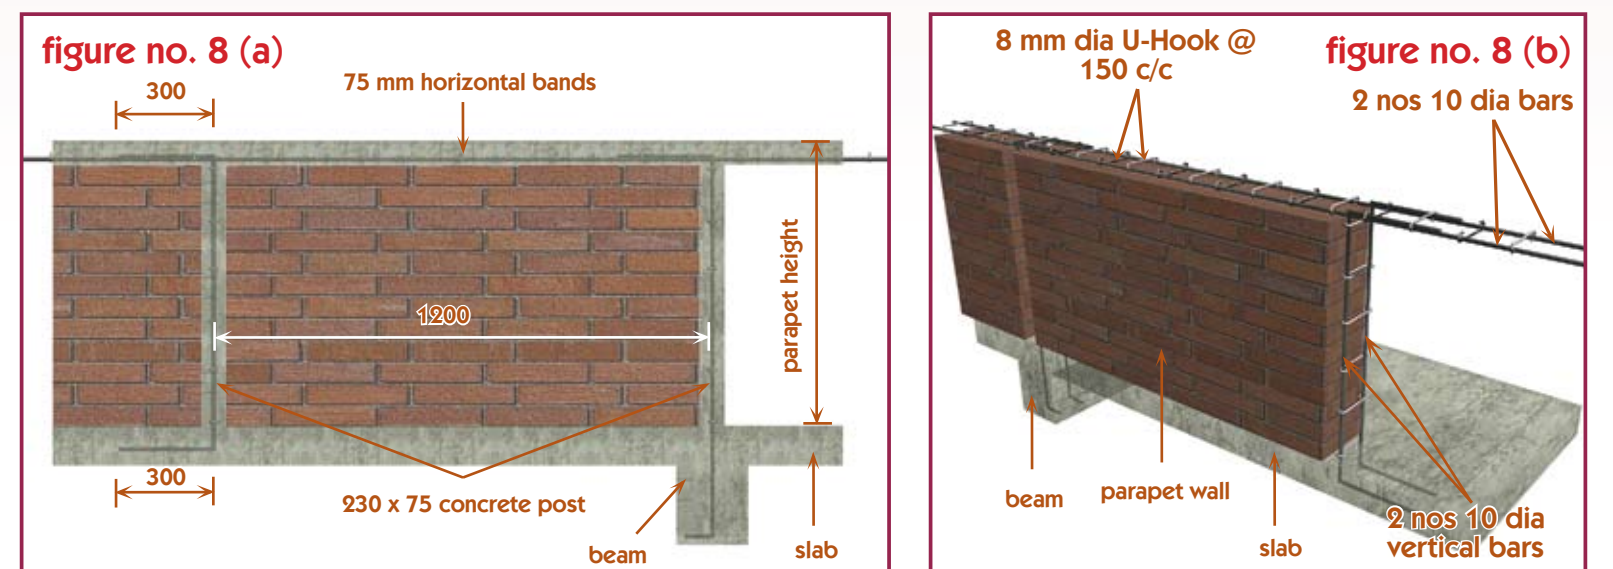 figure no. 8 (a)
300
75 mm horizontal bands
parapet height
1200
300
230 x 75 concrete post
beam
slab
figure no. 8 (b)
8 mm dia U-Hook @
150 c/c
2 nos 10 dia bars
beam
parapet wall
slab
2 nos 10 dia
vertical bars